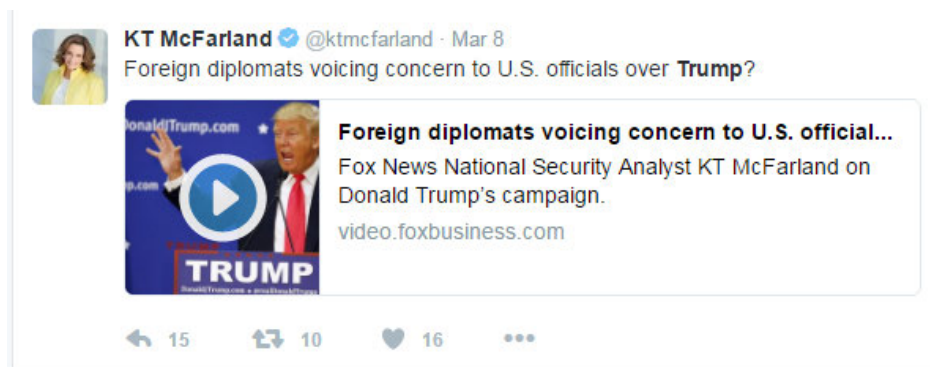 KT McFarland @ktmcfarland · Mar 8
Foreign diplomats voicing concern to U.S. officials over Trump?
DonaldJTrump.com
p.com
TRUMP
Foreign diplomats voicing concern to U.S. official...
Fox News National Security Analyst KT McFarland on
Donald Trump’s campaign.
video.foxbusiness.com
15 10 16